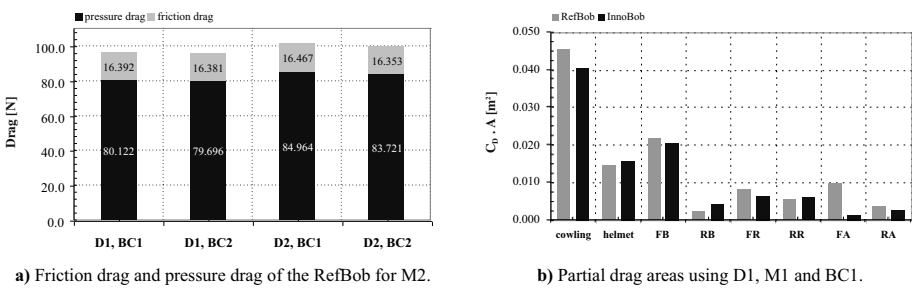 pressure drag friction drag
Drag [N]
100.0
80.0
60.0
40.0
20.0
0.0
16.392 16.381 16.467 16.353
80.122 79.696 84.964 83.721
D1, BC1 D1, BC2 D2, BC1 D2, BC2
a) Friction drag and pressure drag of the RefBob for M2.
RefBob InnoBob
C_D . A [m²]
0.050
0.040
0.030
0.020
0.010
0.000
cowling helmet FB RB FR RR FA RA
b) Partial drag areas using D1, M1 and BC1.